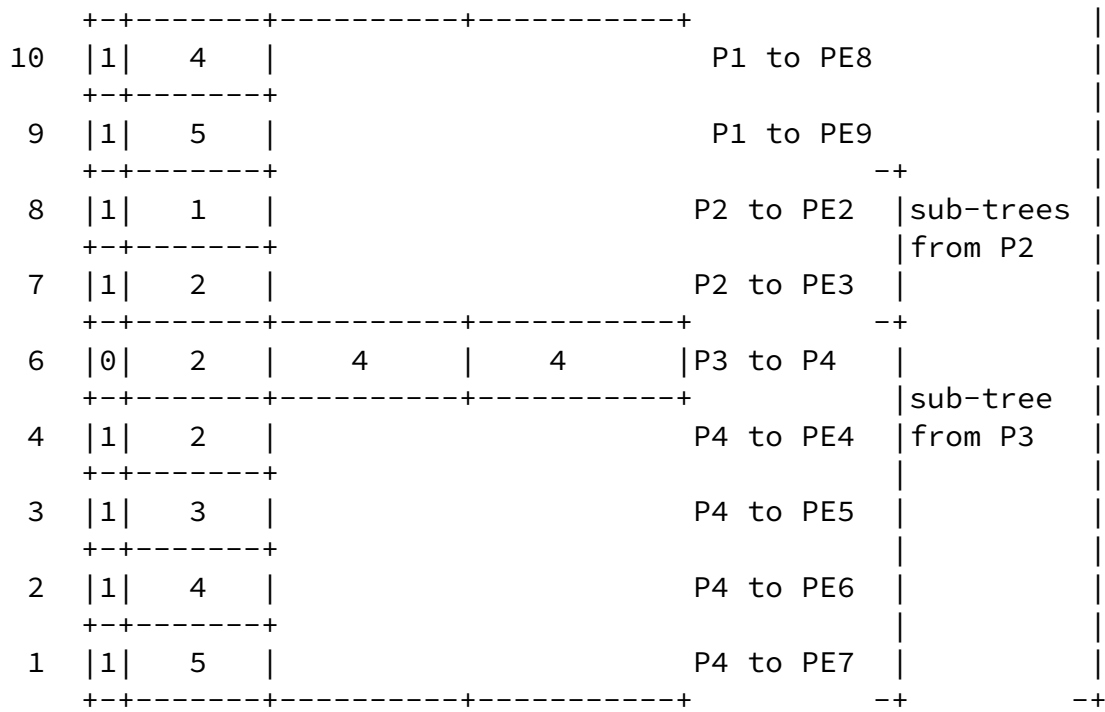 +-+-------+----------+-----------+                       |
10  |1|   4   |                         P1 to PE8            |
    +-+-------+                                              |
 9  |1|   5   |                         P1 to PE9            |
    +-+-------+                                  -+          |
 8  |1|   1   |                        P2 to PE2  |sub-trees |
    +-+-------+                                   |from P2   |
 7  |1|   2   |                        P2 to PE3  |          |
    +-+-------+----------+-----------+           -+          |
 6  |0|   2   |    4     |    4      |P3 to P4   |           |
    +-+-------+----------+-----------+            |sub-tree  |
 4  |1|   2   |                        P4 to PE4  |from P3   |
    +-+-------+                                   |          |
 3  |1|   3   |                        P4 to PE5  |          |
    +-+-------+                                   |          |
 2  |1|   4   |                        P4 to PE6  |          |
    +-+-------+                                   |          |
 1  |1|   5   |                        P4 to PE7  |          |
    +-+-------+----------+-----------+           -+         -+